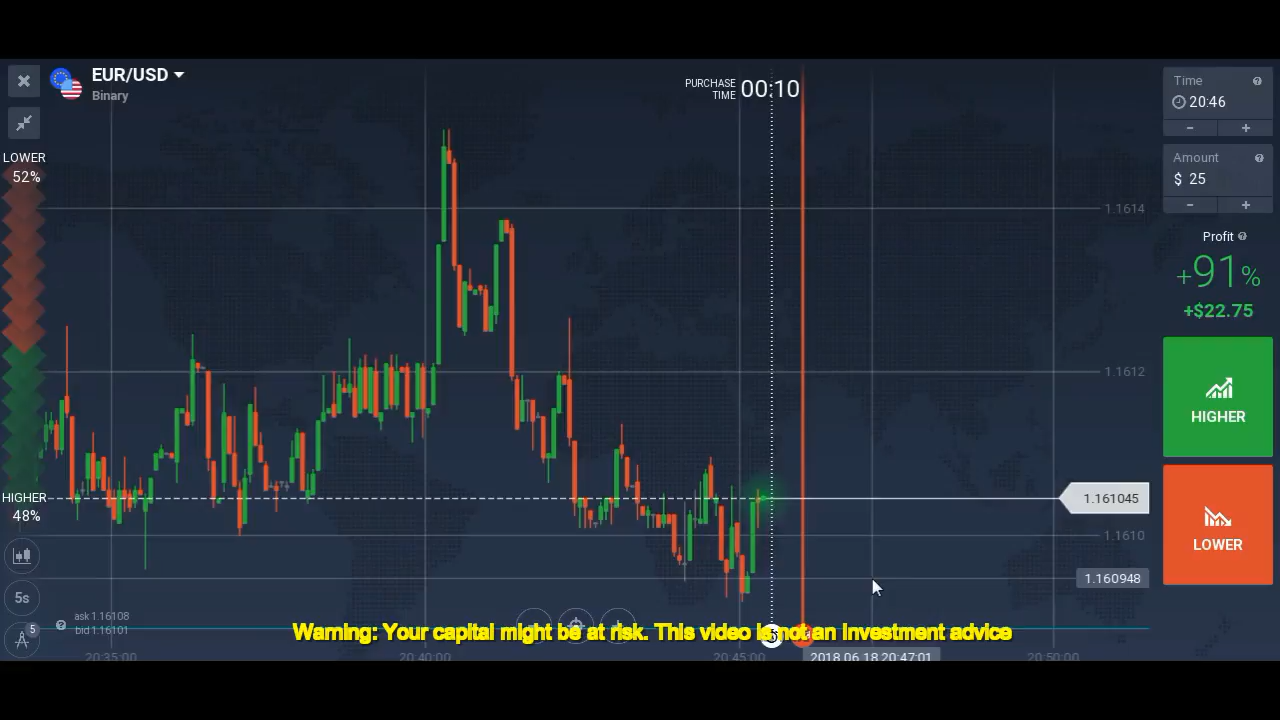 EUR/USD
Binary
PURCHASE
TIME
00:10
Time
20:46
-
+
Amount
$ 25
-
+
Profit
+91%
+$22.75
HIGHER
LOWER
LOWER
52%
HIGHER
48%
5s
5
ask 1.16108
bid 1.16101
1.1614
1.1612
1.161045
1.1610
1.160948
Warning: Your capital might be at risk. This video is not an investment advice
20:35:00
20:40:00
20:45:00
2018.06.18 20:47:01
20:50:00